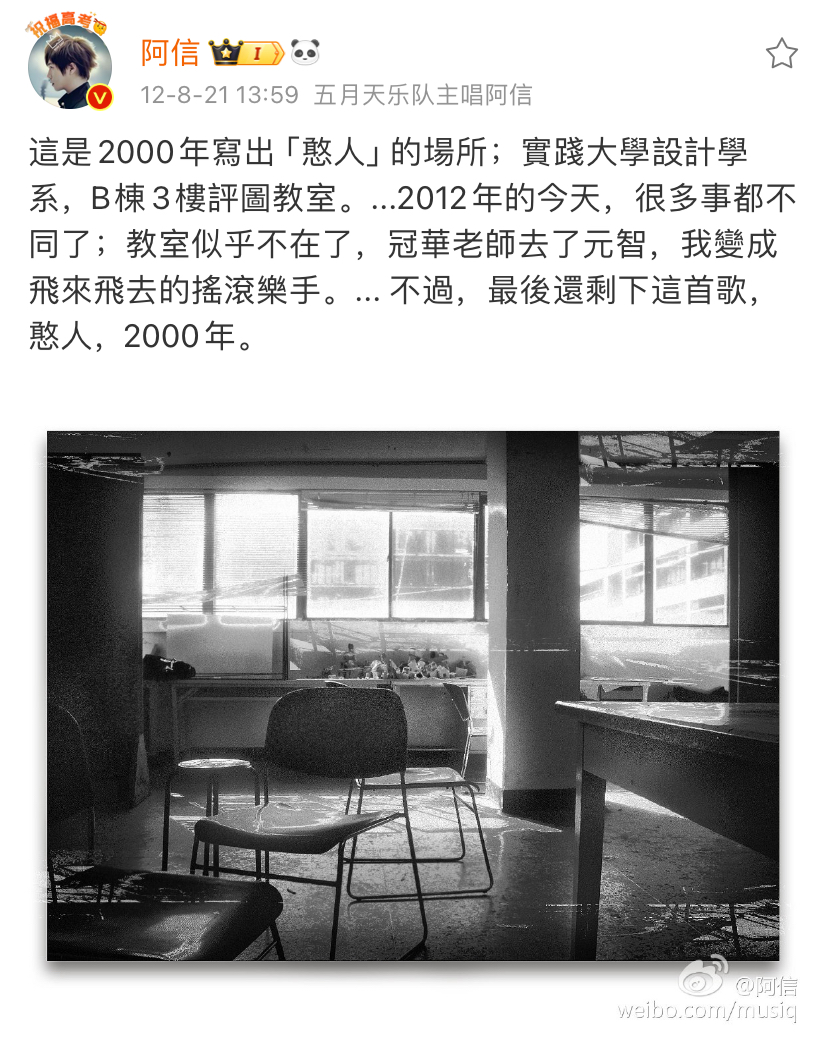 祝福高考
阿信
I
V
12-8-21 13:59 五月天乐队主唱阿信
這是2000年寫出「憨人」的場所；實踐大學設計學
系，B棟3樓評圖教室。...2012年的今天，很多事都不
同了；教室似乎不在了，冠華老師去了元智，我變成
飛來飛去的搖滾樂手。... 不過，最後還剩下這首歌，
憨人，2000年。
@阿信
weibo.com/musiq